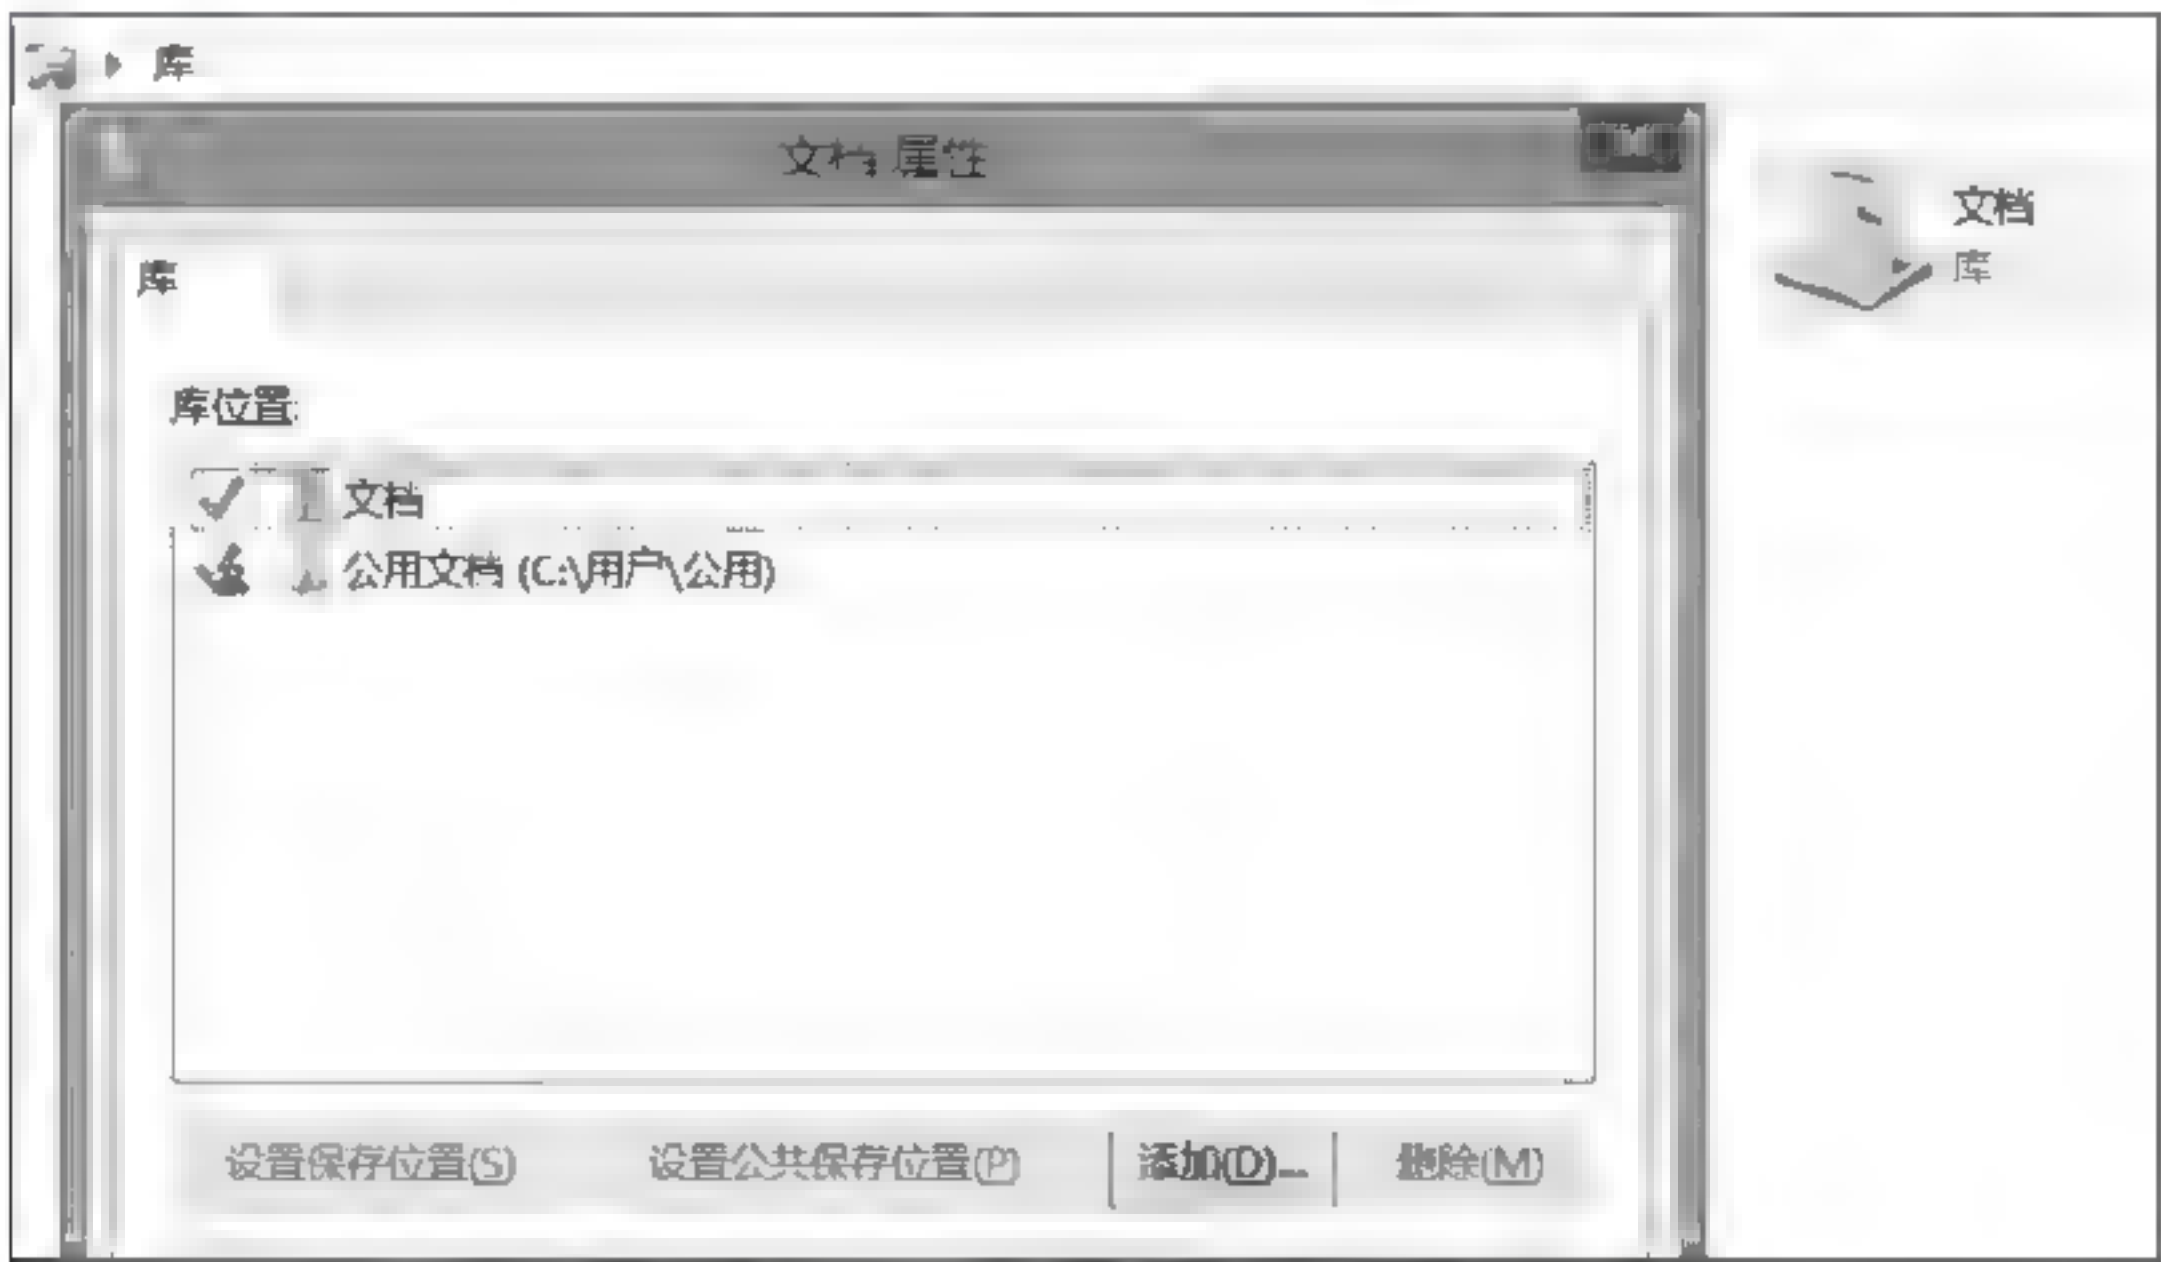 库
文档 属性
文档
库
库
库位置:
文档
公用文档 (C:\用户\公用)
设置保存位置(S)
设置公共保存位置(P)
添加(D)...
删除(M)